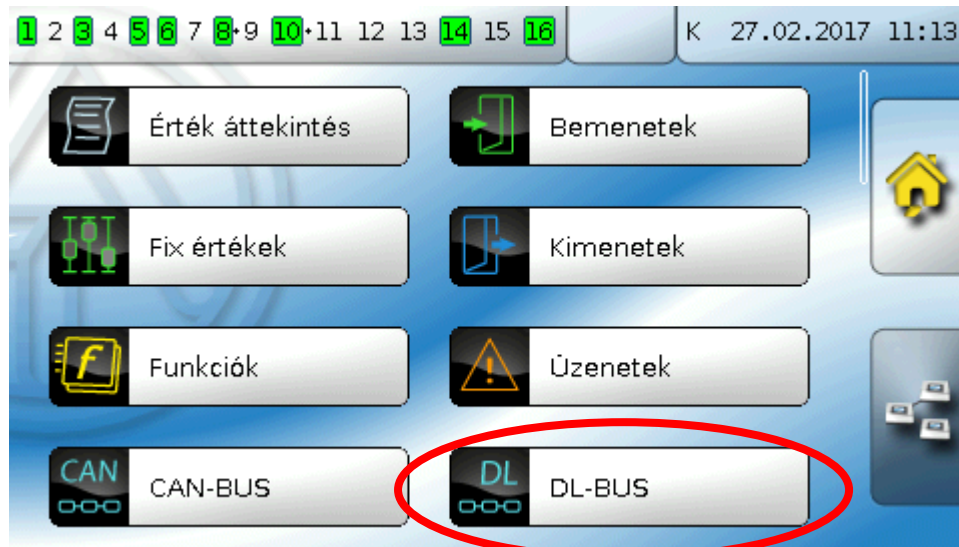 1 2 3 4 5 6 7 8+9 10+11 12 13 14 15 16 K 27.02.2017 11:13
Érték áttekintés Bemenetek
Fix értékek Kimenetek
f Funkciók Üzenetek
CAN CAN-BUS DL DL-BUS